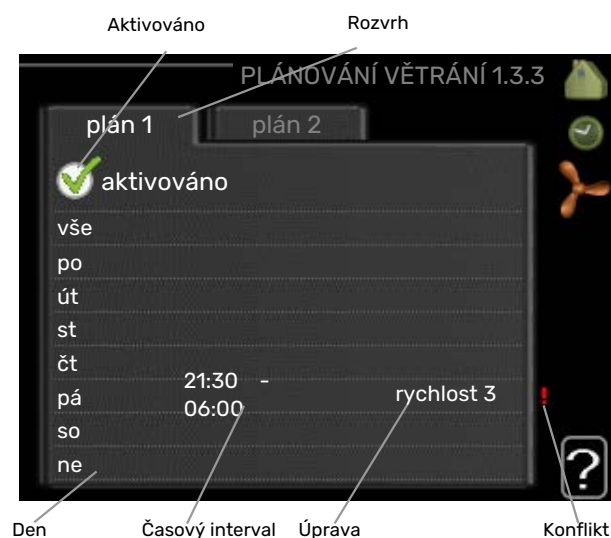 Aktivováno Rozvrh
PLÁNOVÁNÍ VĚTRÁNÍ 1.3.3
plán 1 plán 2
aktivováno
vše
po
út
st
čt
pá 21:30 - 06:00 rychlost 3 !
so
ne
?
Den Časový interval Úprava Konflikt